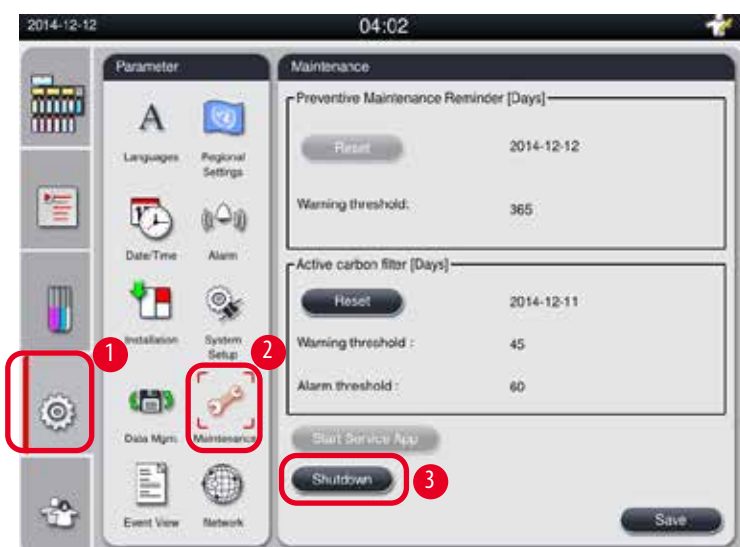 2014-12-12
04:02
Parameter
Languages
Regional
Settings
Date/Time
Alarm
Installation
System
Setup
Data Mgm.
Maintenance
Event View
Network
Maintenance
Preventive Maintenance Reminder [Days]
Reset
2014-12-12
Warning threshold:
365
Active carbon filter [Days]
Reset
2014-12-11
Warning threshold :
45
Alarm threshold :
60
Start Service App
Shutdown
Save
1
2
3